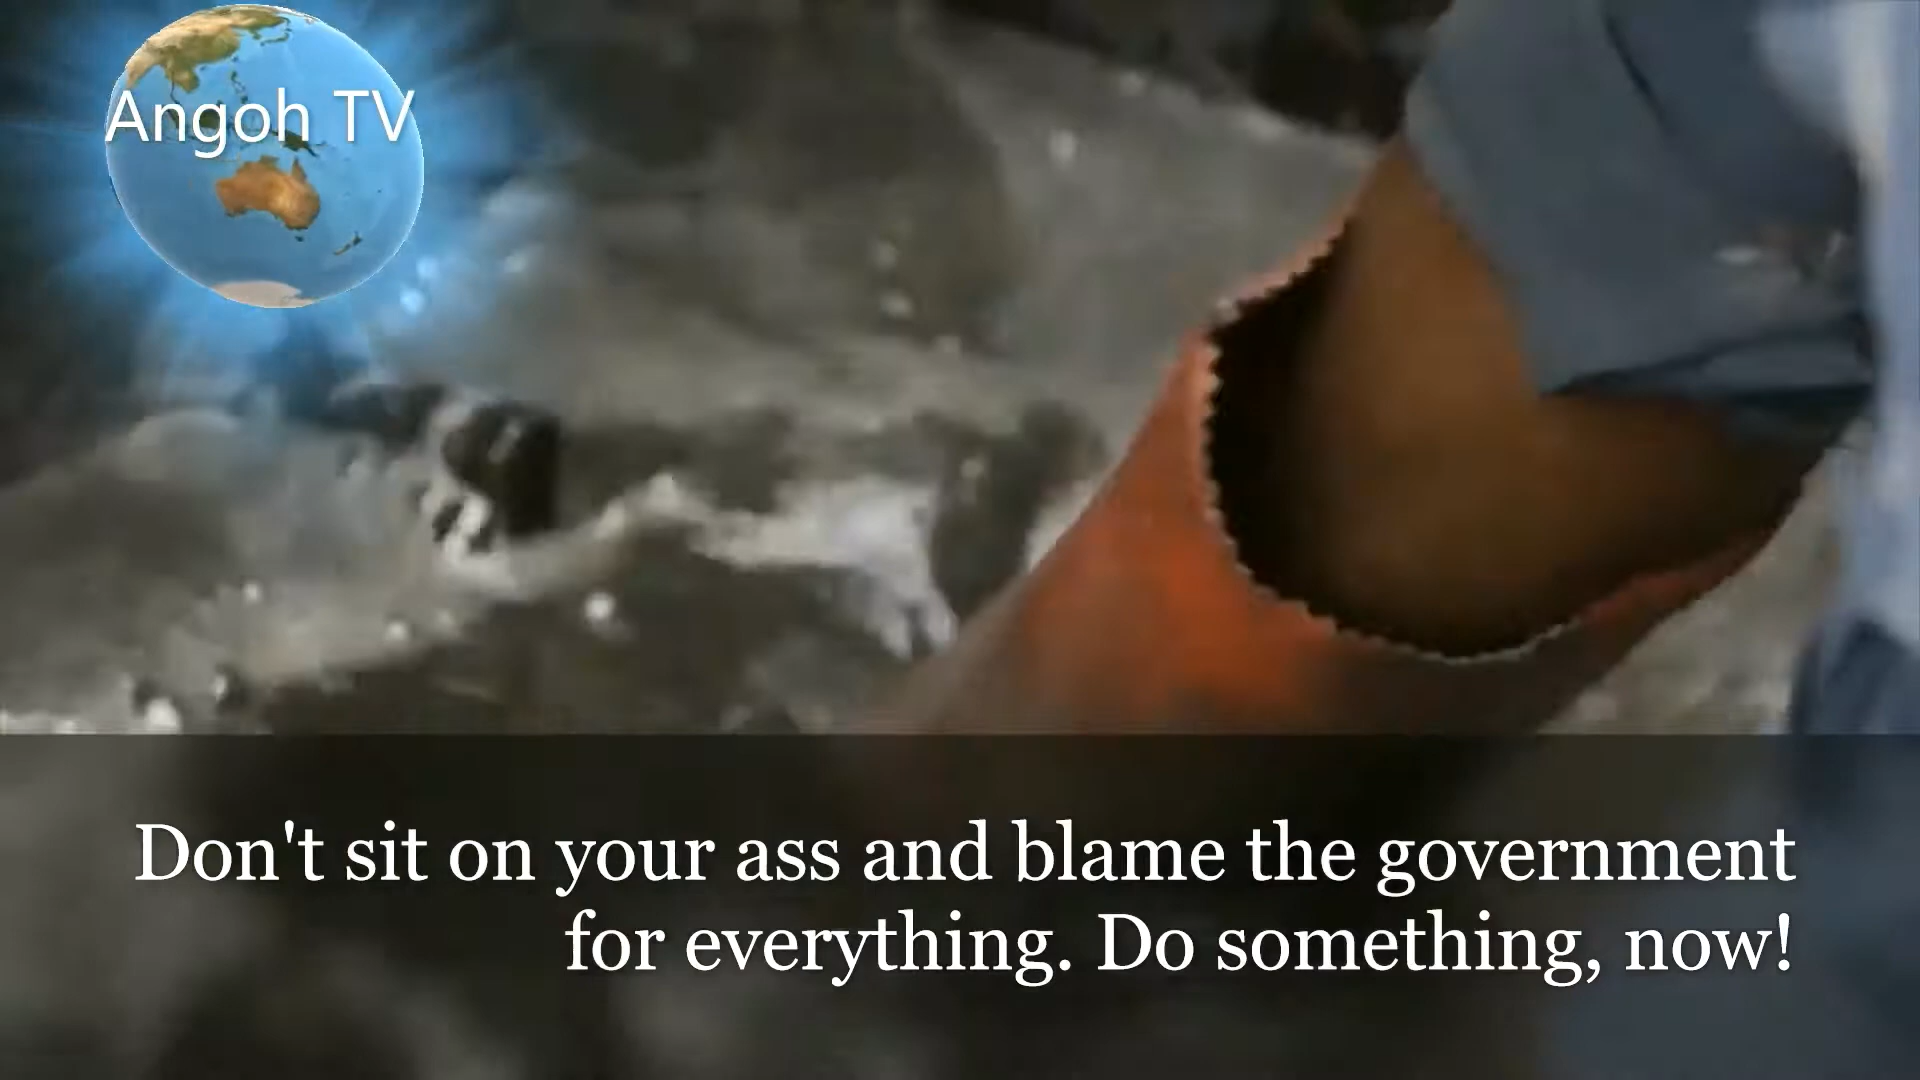 Angoh TV
Don't sit on your ass and blame the government
for everything. Do something, now!